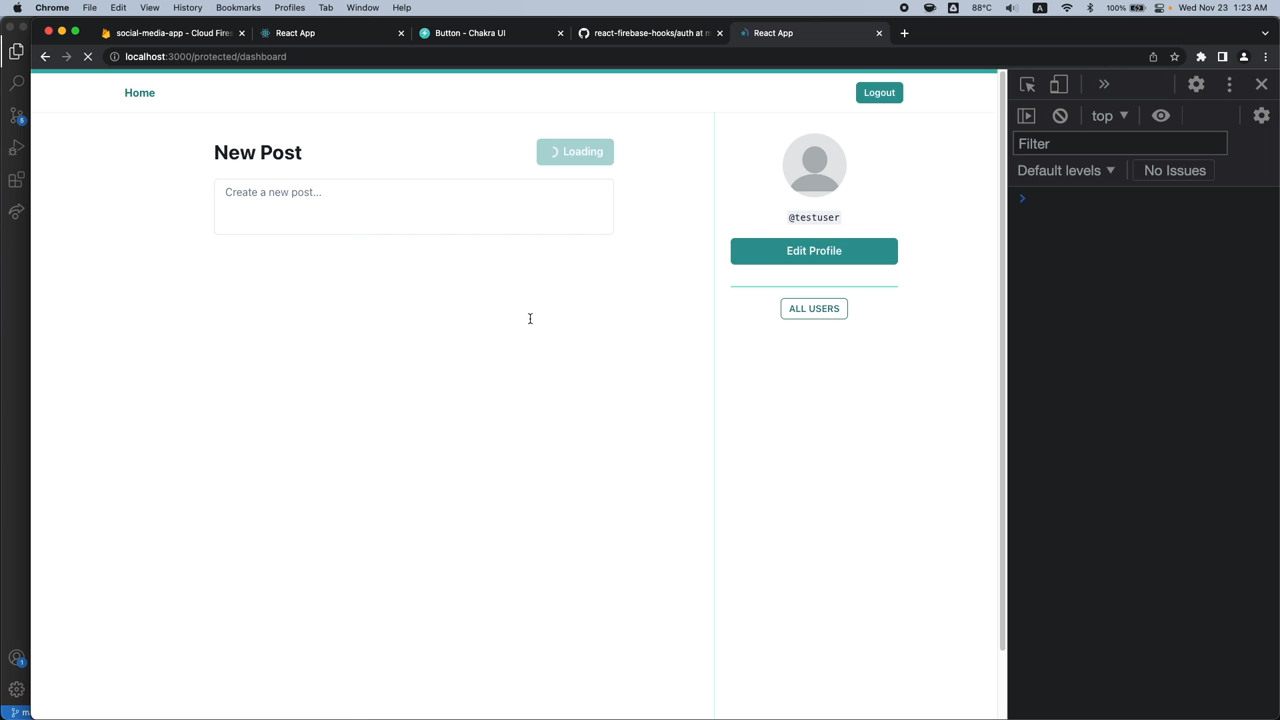 Chrome File Edit View History Bookmarks Profiles Tab Window Help 88°C A 100% Wed Nov 23 1:23 AM
social-media-app - Cloud Fires React App Button - Chakra UI react-firebase-hooks/auth at m React App
localhost:3000/protected/dashboard
Home Logout
top
New Post Loading
Filter
Create a new post...
Default levels No Issues
@testuser
Edit Profile
ALL USERS
6
1